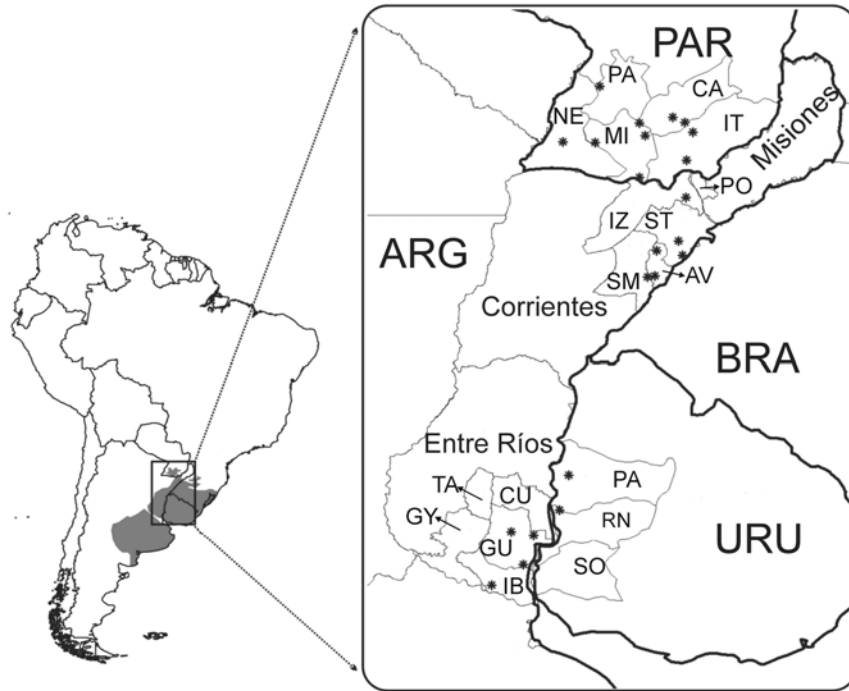 PAR
PA
CA
NE
MI
IT
Misiones
PO
IZ
ST
ARG
SM
AV
Corrientes
BRA
Entre Ríos
TA
CU
PA
GY
RN
GU
URU
SO
IB